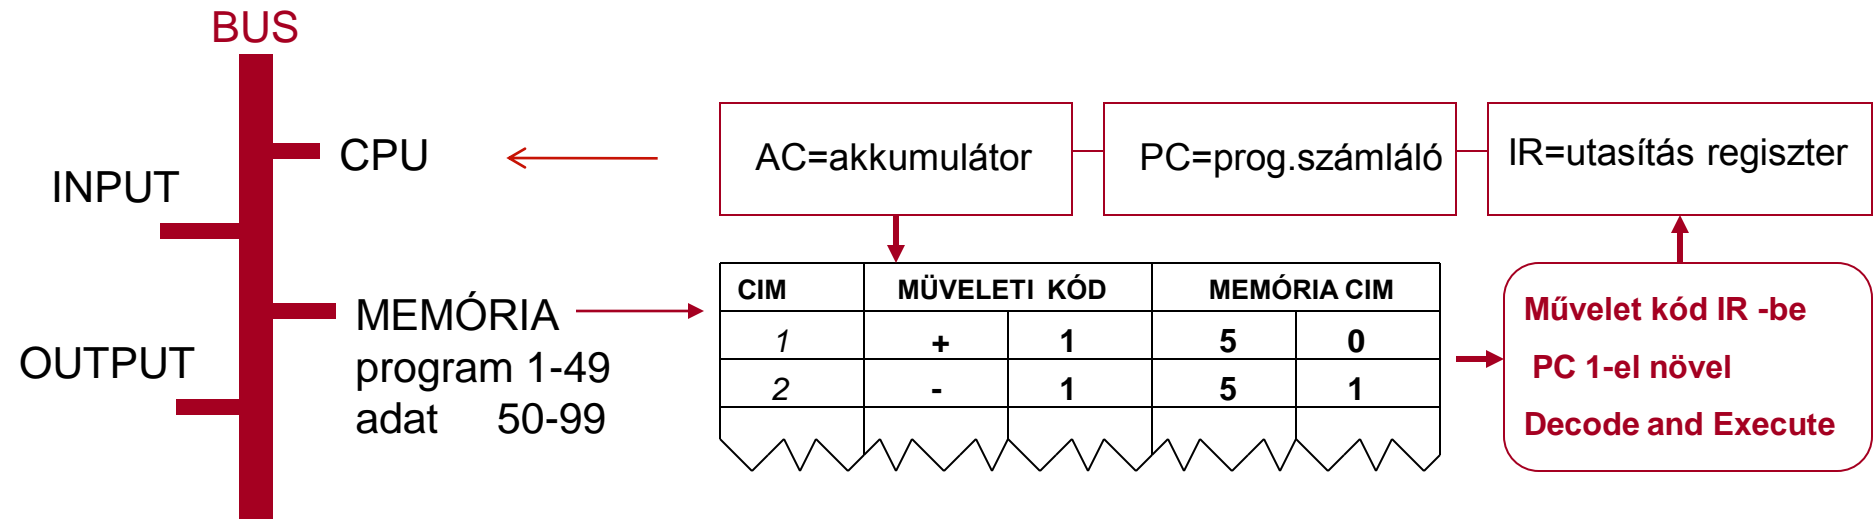 BUS
CPU
INPUT
MEMÓRIA
program 1-49
adat 50-99
OUTPUT
AC=akkumulátor
PC=prog.számláló
IR=utasítás regiszter
CIM MÜVELETI KÓD MEMÓRIA CIM
1 + 1 5 0
2 - 1 5 1
Művelet kód IR -be
PC 1-el növel
Decode and Execute